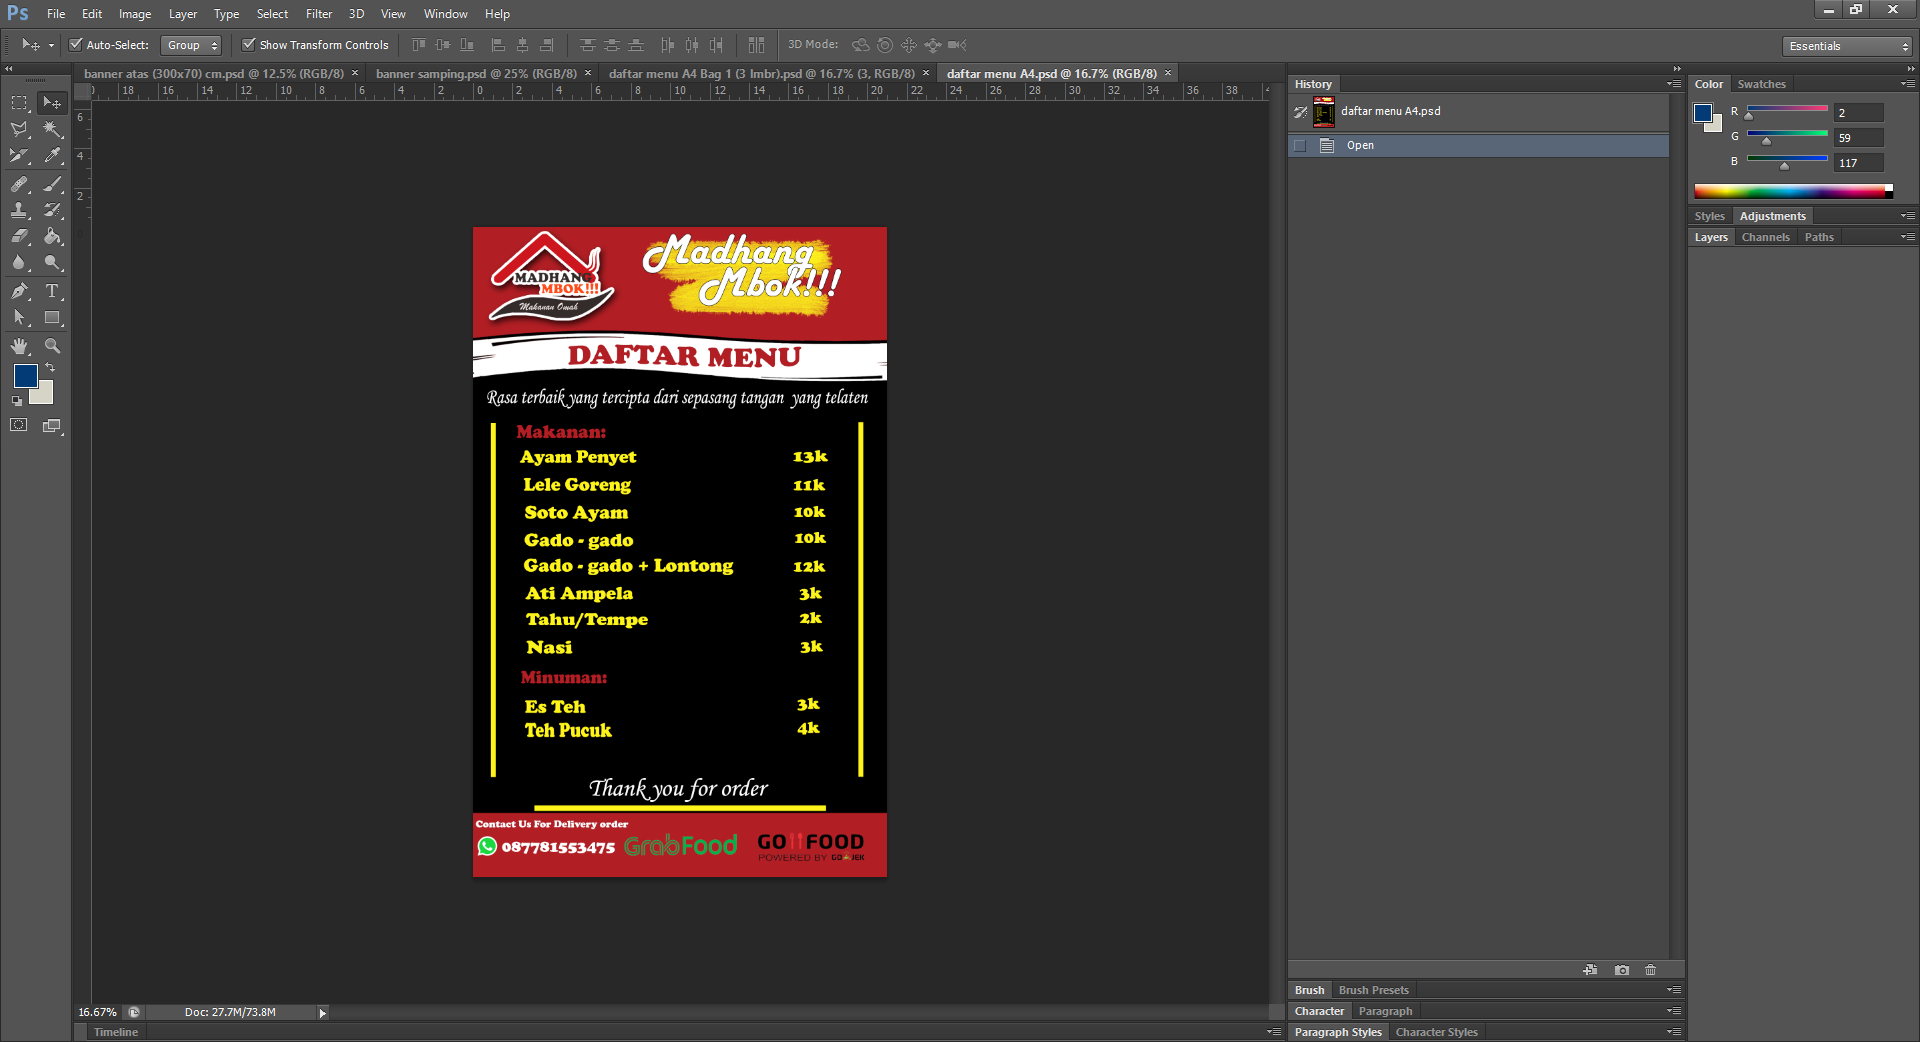 Ps File Edit Image Layer Type Select Filter 3D View Window Help
Auto-Select: Group Show Transform Controls 3D Mode: Essentials
banner atas (300x70) cm.psd @ 12.5% (RGB/8) × banner samping.psd @ 25% (RGB/8) × daftar menu A4 Bag 1 (3 lmbr).psd @ 16.7% (3, RGB/8) × daftar menu A4.psd @ 16.7% (RGB/8) ×
18 16 14 12 10 8 6 4 2 0 2 4 6 8 10 12 14 16 18 20 22 24 26 28 30 32 34 36 38
6
4
2
MADHANG
MBOK!!!
Makanan Omah
Madhang
Mbok!!!
DAFTAR MENU
Rasa terbaik yang tercipta dari sepasang tangan yang telaten
Makanan:
Ayam Penyet 13k
Lele Goreng 11k
Soto Ayam 10k
Gado - gado 10k
Gado - gado + Lontong 12k
Ati Ampela 3k
Tahu/Tempe 2k
Nasi 3k
Minuman:
Es Teh 3k
Teh Pucuk 4k
Thank you for order
Contact Us For Delivery order
087781553475 GrabFood GO FOOD
POWERED BY GO JEK
16.67% Doc: 27.7M/73.8M
Timeline
History
daftar menu A4.psd
Open
Brush Brush Presets
Character Paragraph
Paragraph Styles Character Styles
Color Swatches
R 2
G 59
B 117
Styles Adjustments
Layers Channels Paths